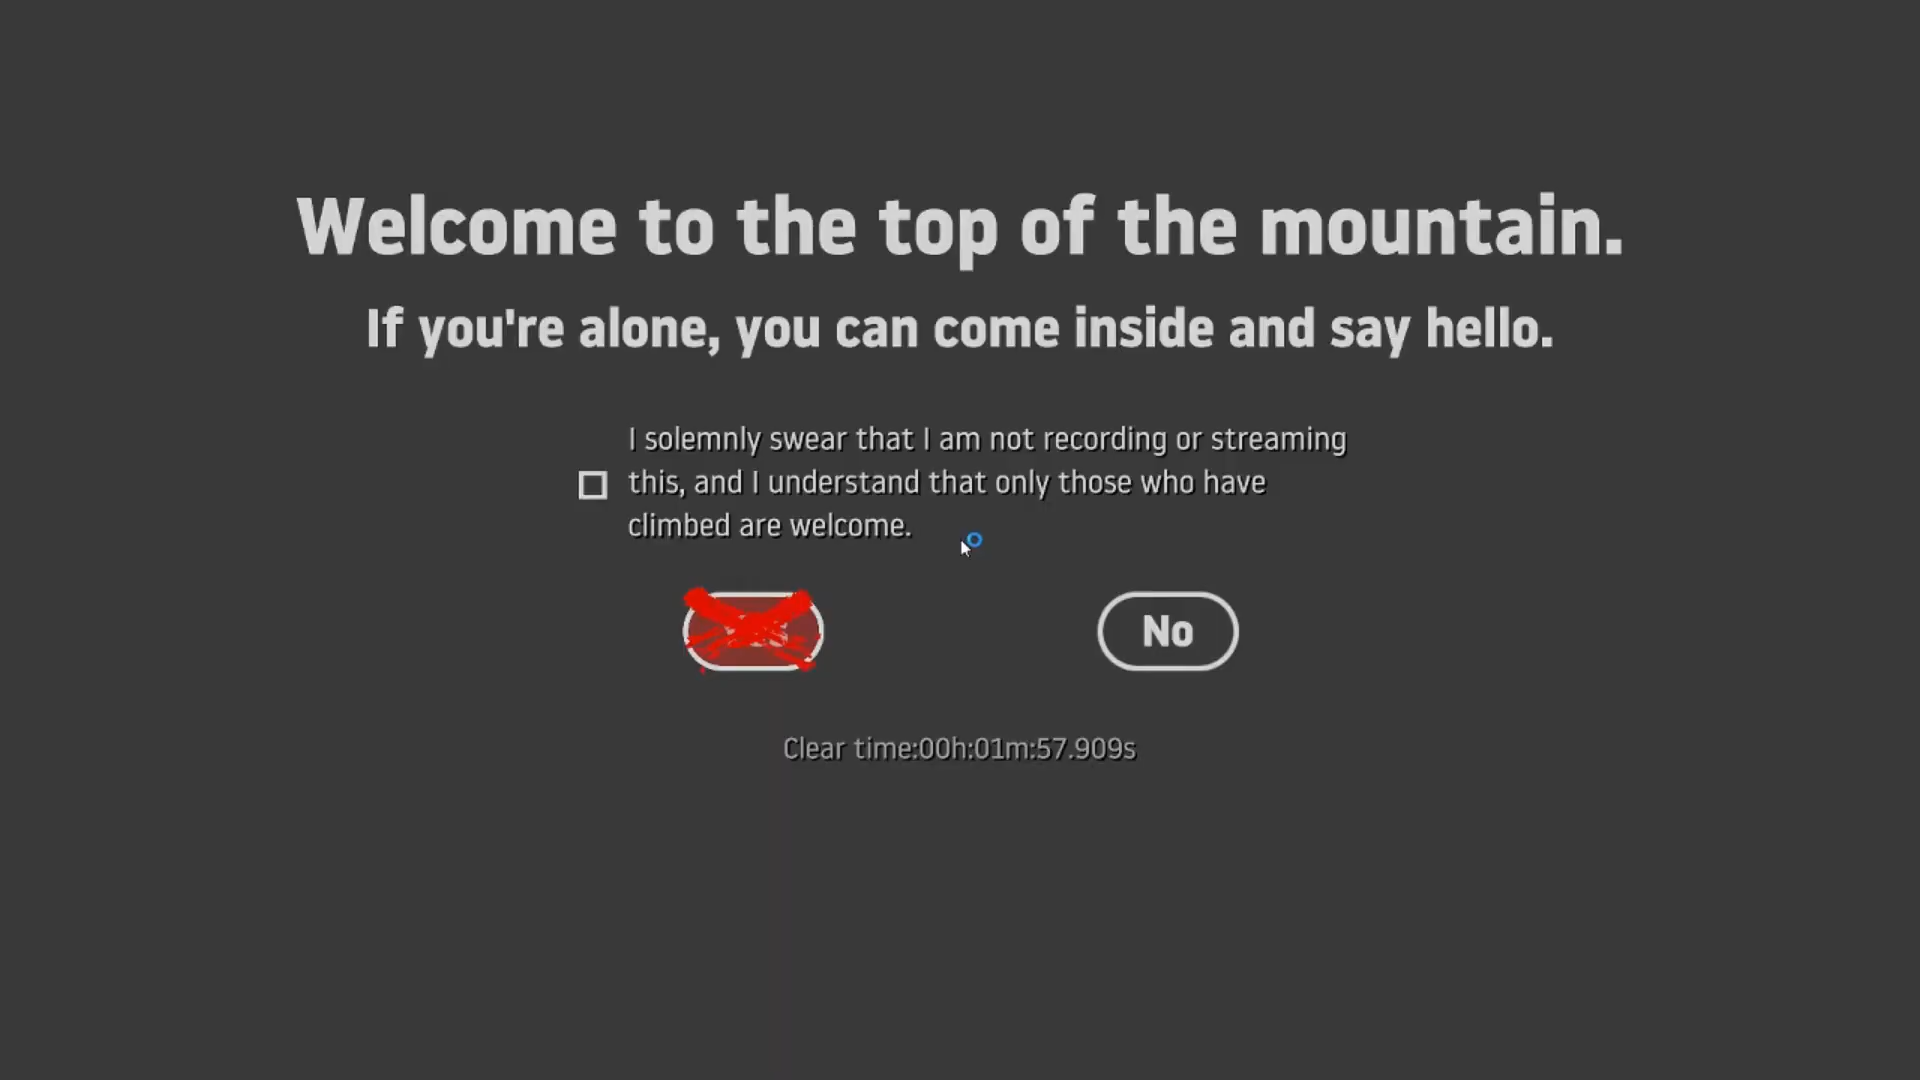 Welcome to the top of the mountain.
If you're alone, you can come inside and say hello.
I solemnly swear that I am not recording or streaming
this, and I understand that only those who have
climbed are welcome.
No
Clear time:00h:01m:57.909s